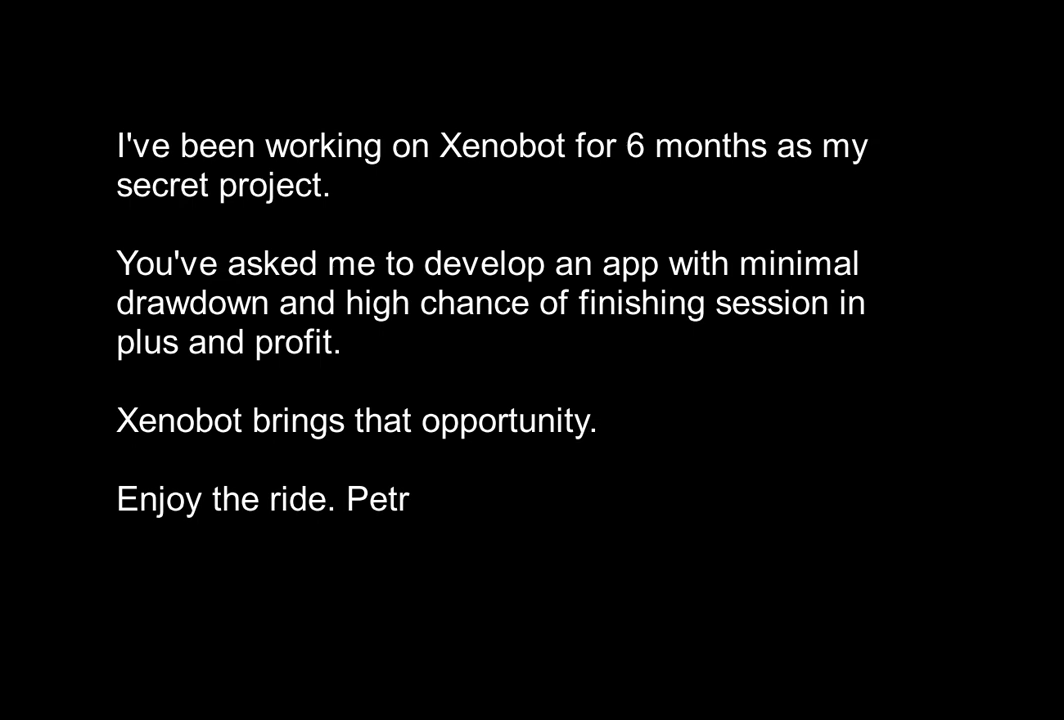 I've been working on Xenobot for 6 months as my
secret project.
You've asked me to develop an app with minimal
drawdown and high chance of finishing session in
plus and profit.
Xenobot brings that opportunity.
Enjoy the ride. Petr